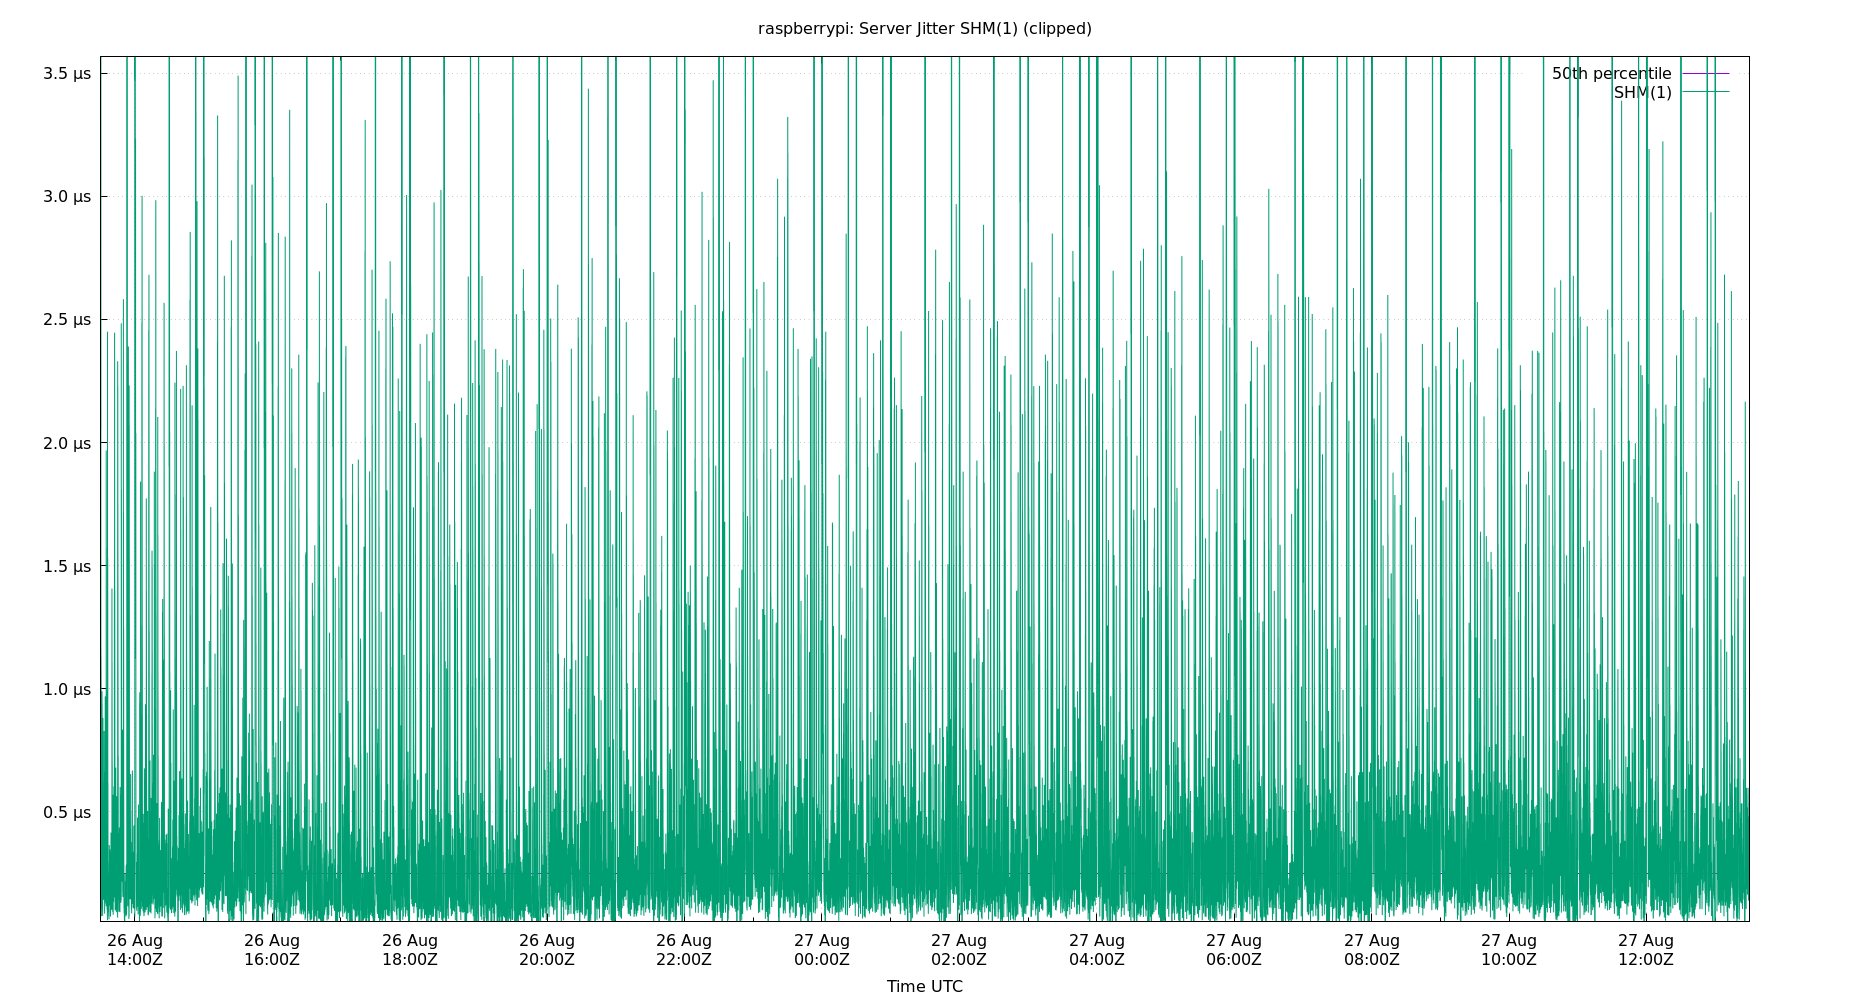 raspberrypi: Server Jitter SHM(1) (clipped)
3.5 µs
3.0 µs
2.5 µs
2.0 µs
1.5 µs
1.0 µs
0.5 µs
50th percentile
SHM(1)
26 Aug 26 Aug 26 Aug 26 Aug 26 Aug 27 Aug 27 Aug 27 Aug 27 Aug 27 Aug 27 Aug 27 Aug
14:00Z 16:00Z 18:00Z 20:00Z 22:00Z 00:00Z 02:00Z 04:00Z 06:00Z 08:00Z 10:00Z 12:00Z
Time UTC